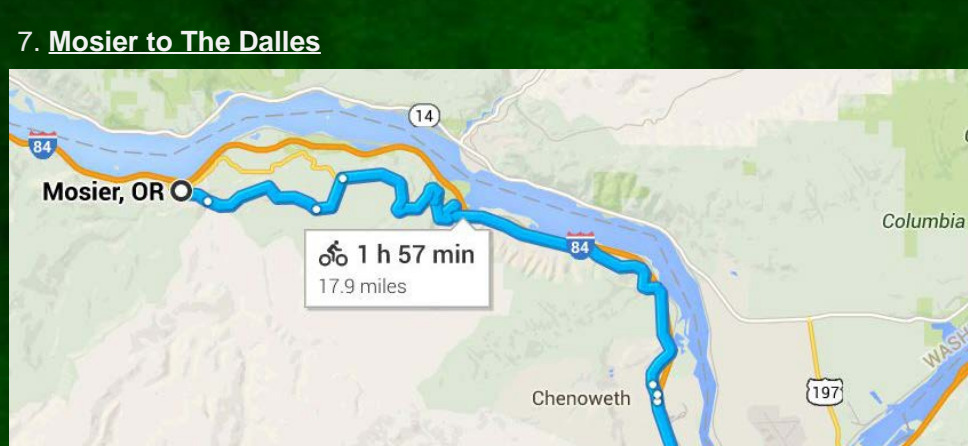 7. Mosier to The Dalles
14
84
Mosier, OR
Columbia
84
1 h 57 min
17.9 miles
WASH
Chenoweth
197